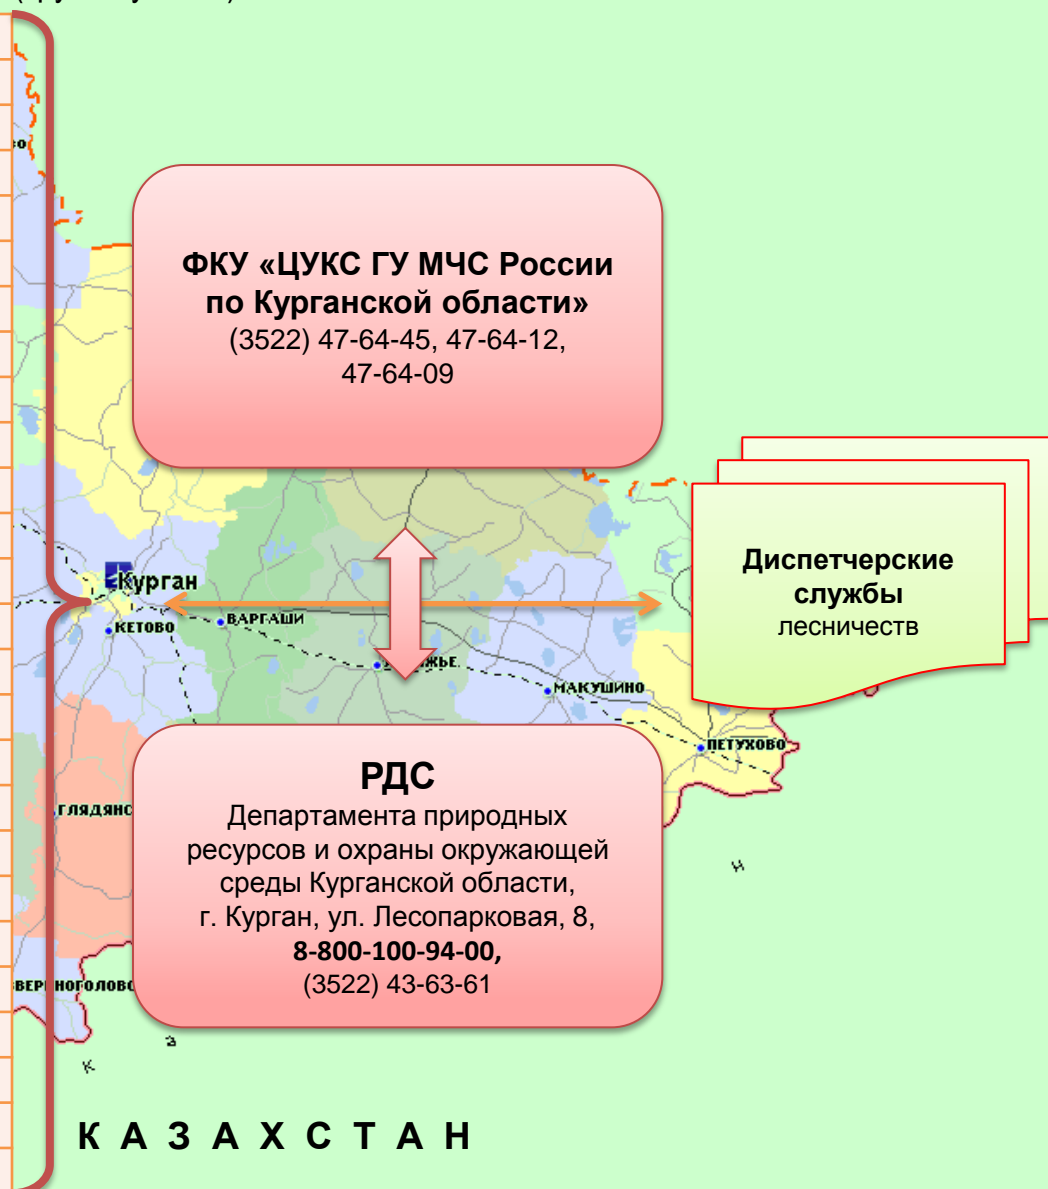 ФКУ «ЦУКС ГУ МЧС России
по Курганской области»
(3522) 47-64-45, 47-64-12,
47-64-09
Диспетчерские
службы
лесничеств
Курган
КЕТОВО
ВАРГАШИ
МАКУШИНО
ПЕТУХОВО
РДС
Департамента природных
ресурсов и охраны окружающей
среды Курганской области,
г. Курган, ул. Лесопарковая, 8,
8-800-100-94-00,
(3522) 43-63-61
ГЛЯДЯНС
К
З
Н
К А З А Х С Т А Н